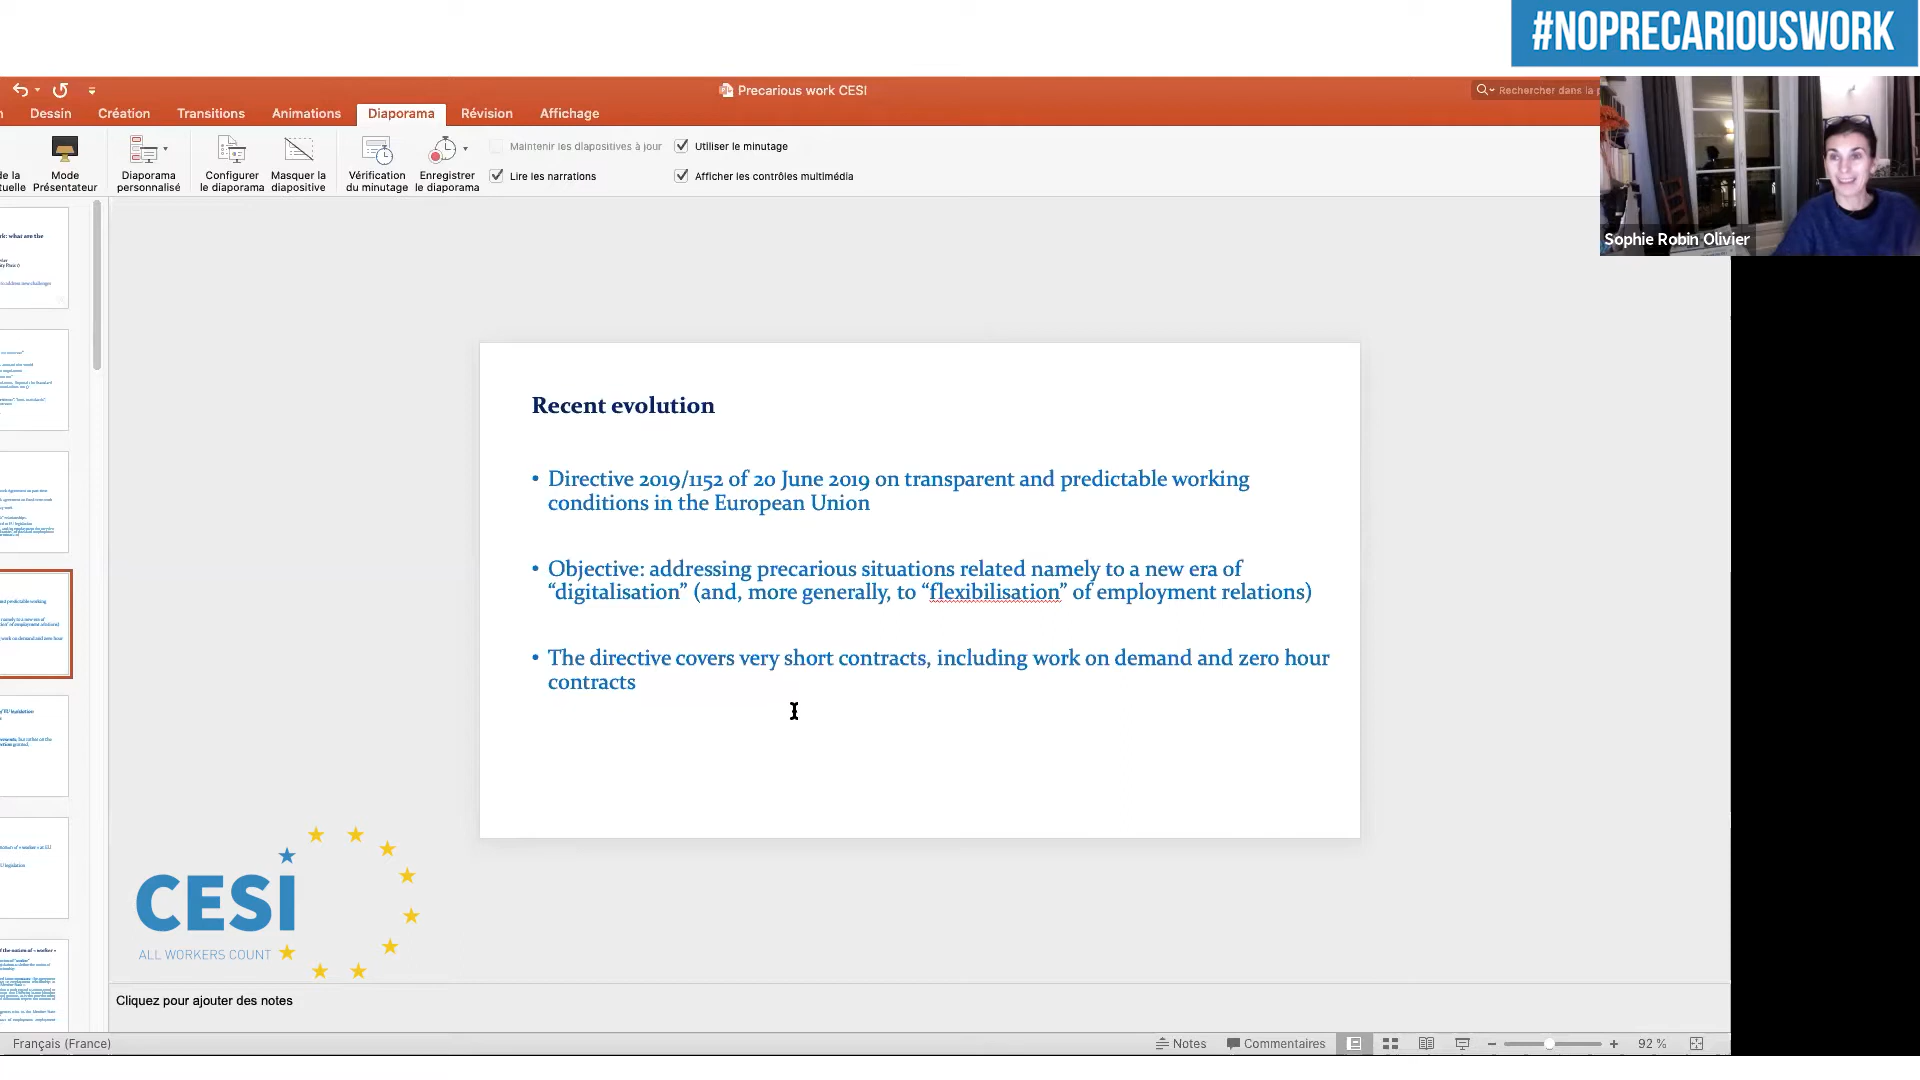 #NOPRECARIOUSWORK
Precarious work CESI
Rechercher dans la p
Dessin
Création
Transitions
Animations
Diaporama
Révision
Affichage
de la
tuelle
Mode
Présentateur
Diaporama
personnalisé
Configurer
le diaporama
Masquer la
diapositive
Vérification
du minutage
Enregistrer
le diaporama
Maintenir les diapositives à jour
Lire les narrations
Utiliser le minutage
Afficher les contrôles multimédia
Sophie Robin Olivier
Recent evolution
• Directive 2019/1152 of 20 June 2019 on transparent and predictable working
conditions in the European Union
• Objective: addressing precarious situations related namely to a new era of
“digitalisation” (and, more generally, to “flexibilisation” of employment relations)
• The directive covers very short contracts, including work on demand and zero hour
contracts
CESI
ALL WORKERS COUNT
Cliquez pour ajouter des notes
Français (France)
Notes
Commentaires
92 %